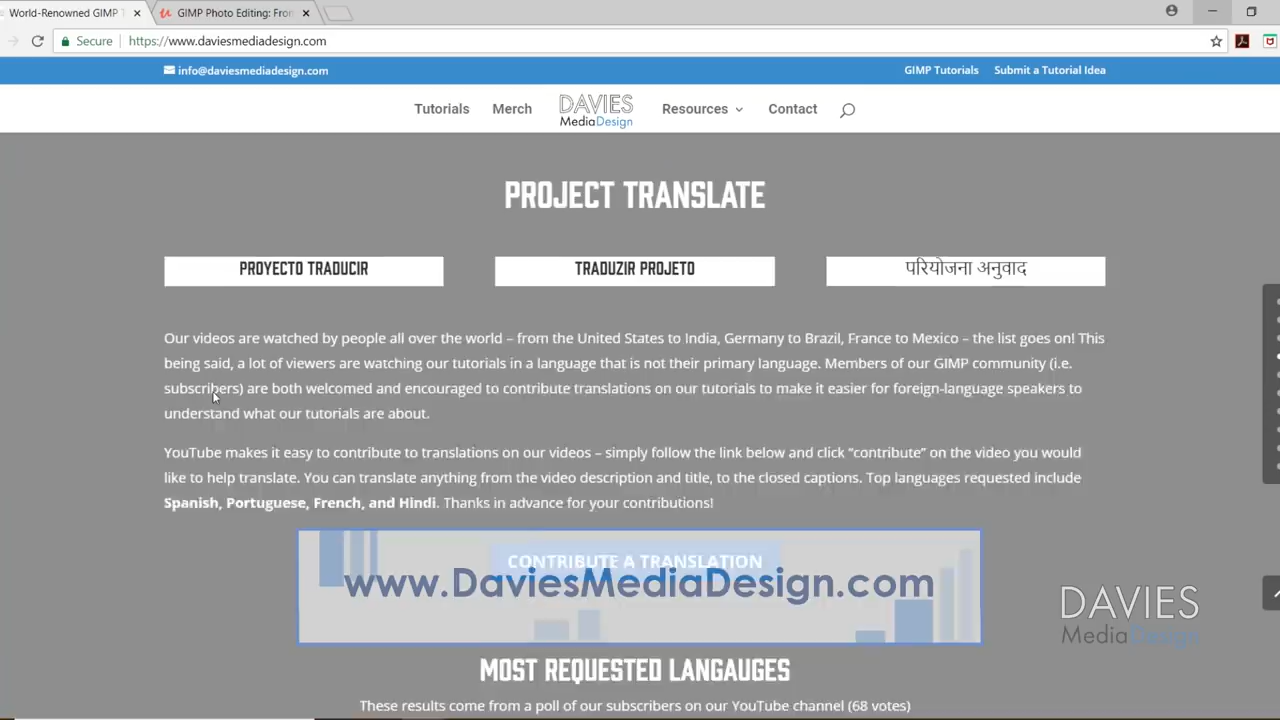 World-Renowned GIMP
GIMP Photo Editing: From
Secure https://www.daviesmediadesign.com
info@daviesmediadesign.com GIMP Tutorials Submit a Tutorial Idea
Tutorials Merch DAVIES MediaDesign Resources Contact
PROJECT TRANSLATE
PROYECTO TRADUCIR TRADUZIR PROJETO परियोजना अनुवाद
Our videos are watched by people all over the world – from the United States to India, Germany to Brazil, France to Mexico – the list goes on! This
being said, a lot of viewers are watching our tutorials in a language that is not their primary language. Members of our GIMP community (i.e.
subscribers) are both welcomed and encouraged to contribute translations on our tutorials to make it easier for foreign-language speakers to
understand what our tutorials are about.
YouTube makes it easy to contribute to translations on our videos – simply follow the link below and click “contribute” on the video you would
like to help translate. You can translate anything from the video description and title, to the closed captions. Top languages requested include
Spanish, Portuguese, French, and Hindi. Thanks in advance for your contributions!
CONTRIBUTE A TRANSLATION
www.DaviesMediaDesign.com
DAVIES
MediaDesign
MOST REQUESTED LANGAUGES
These results come from a poll of our subscribers on our YouTube channel (68 votes)